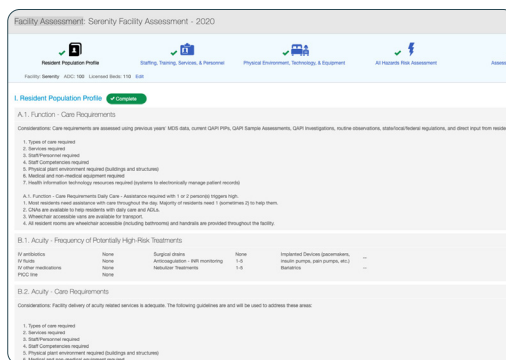 Facility Assessment: Serenity Facility Assessment - 2020
Resident Population Profile
Staffing, Training, Services, & Personnel
Physical Environment, Technology, & Equipment
All Hazards Risk Assessment
Assess
Facility: Serenity ADC: 102 Licensed Beds: 110 Edit
I. Resident Population Profile Complete
A.1. Function - Care Requirements
Considerations: Care requirements are assessed using previous years' MDS data, current QAPI PIPs, QAPI Sample Assessments, QAPI Investigations, routine observations, state/local/federal regulations, and direct input from reside
1. Types of care required
2. Services required
3. Staff/Personnel required
4. Staff Competencies required
5. Physical plant environment required (buildings and structures)
6. Medical and non-medical equipment required
7. Health information technology resources required (systems to electronically manage patient records)
A.1. Function - Care Requirements Daily Care - Assistance required with 1 or 2 person(s) triggers high.
1. Most residents need assistance with care throughout the day. Majority of residents need 1 (sometimes 2) to help them.
2. CNAs are available to help residents with daily care and ADLs.
3. Wheelchair accessible vans are available for transport.
4. All resident rooms are wheelchair accessible (including bathrooms) and handrails are provided throughout the facility.
B.1. Acuity - Frequency of Potentially High-Risk Treatments
IV antibiotics None Surgical drains None Implanted Devices (pacemakers,
IV fluids None Anticoagulation - INR monitoring 1-3 insulin pumps, pain pumps, etc.) --
IV other medications None Nebulizer Treatments 1-3 Bariatrics --
PICC line None
B.2. Acuity - Care Requirements
Considerations: Facility delivery of acuity related services is adequate. The following guidelines are and will be used to address these areas:
1. Types of care required
2. Services required
3. Staff/Personnel required
4. Staff Competencies required
5. Physical plant environment required (buildings and structures)
6. Medical and non-medical equipment required